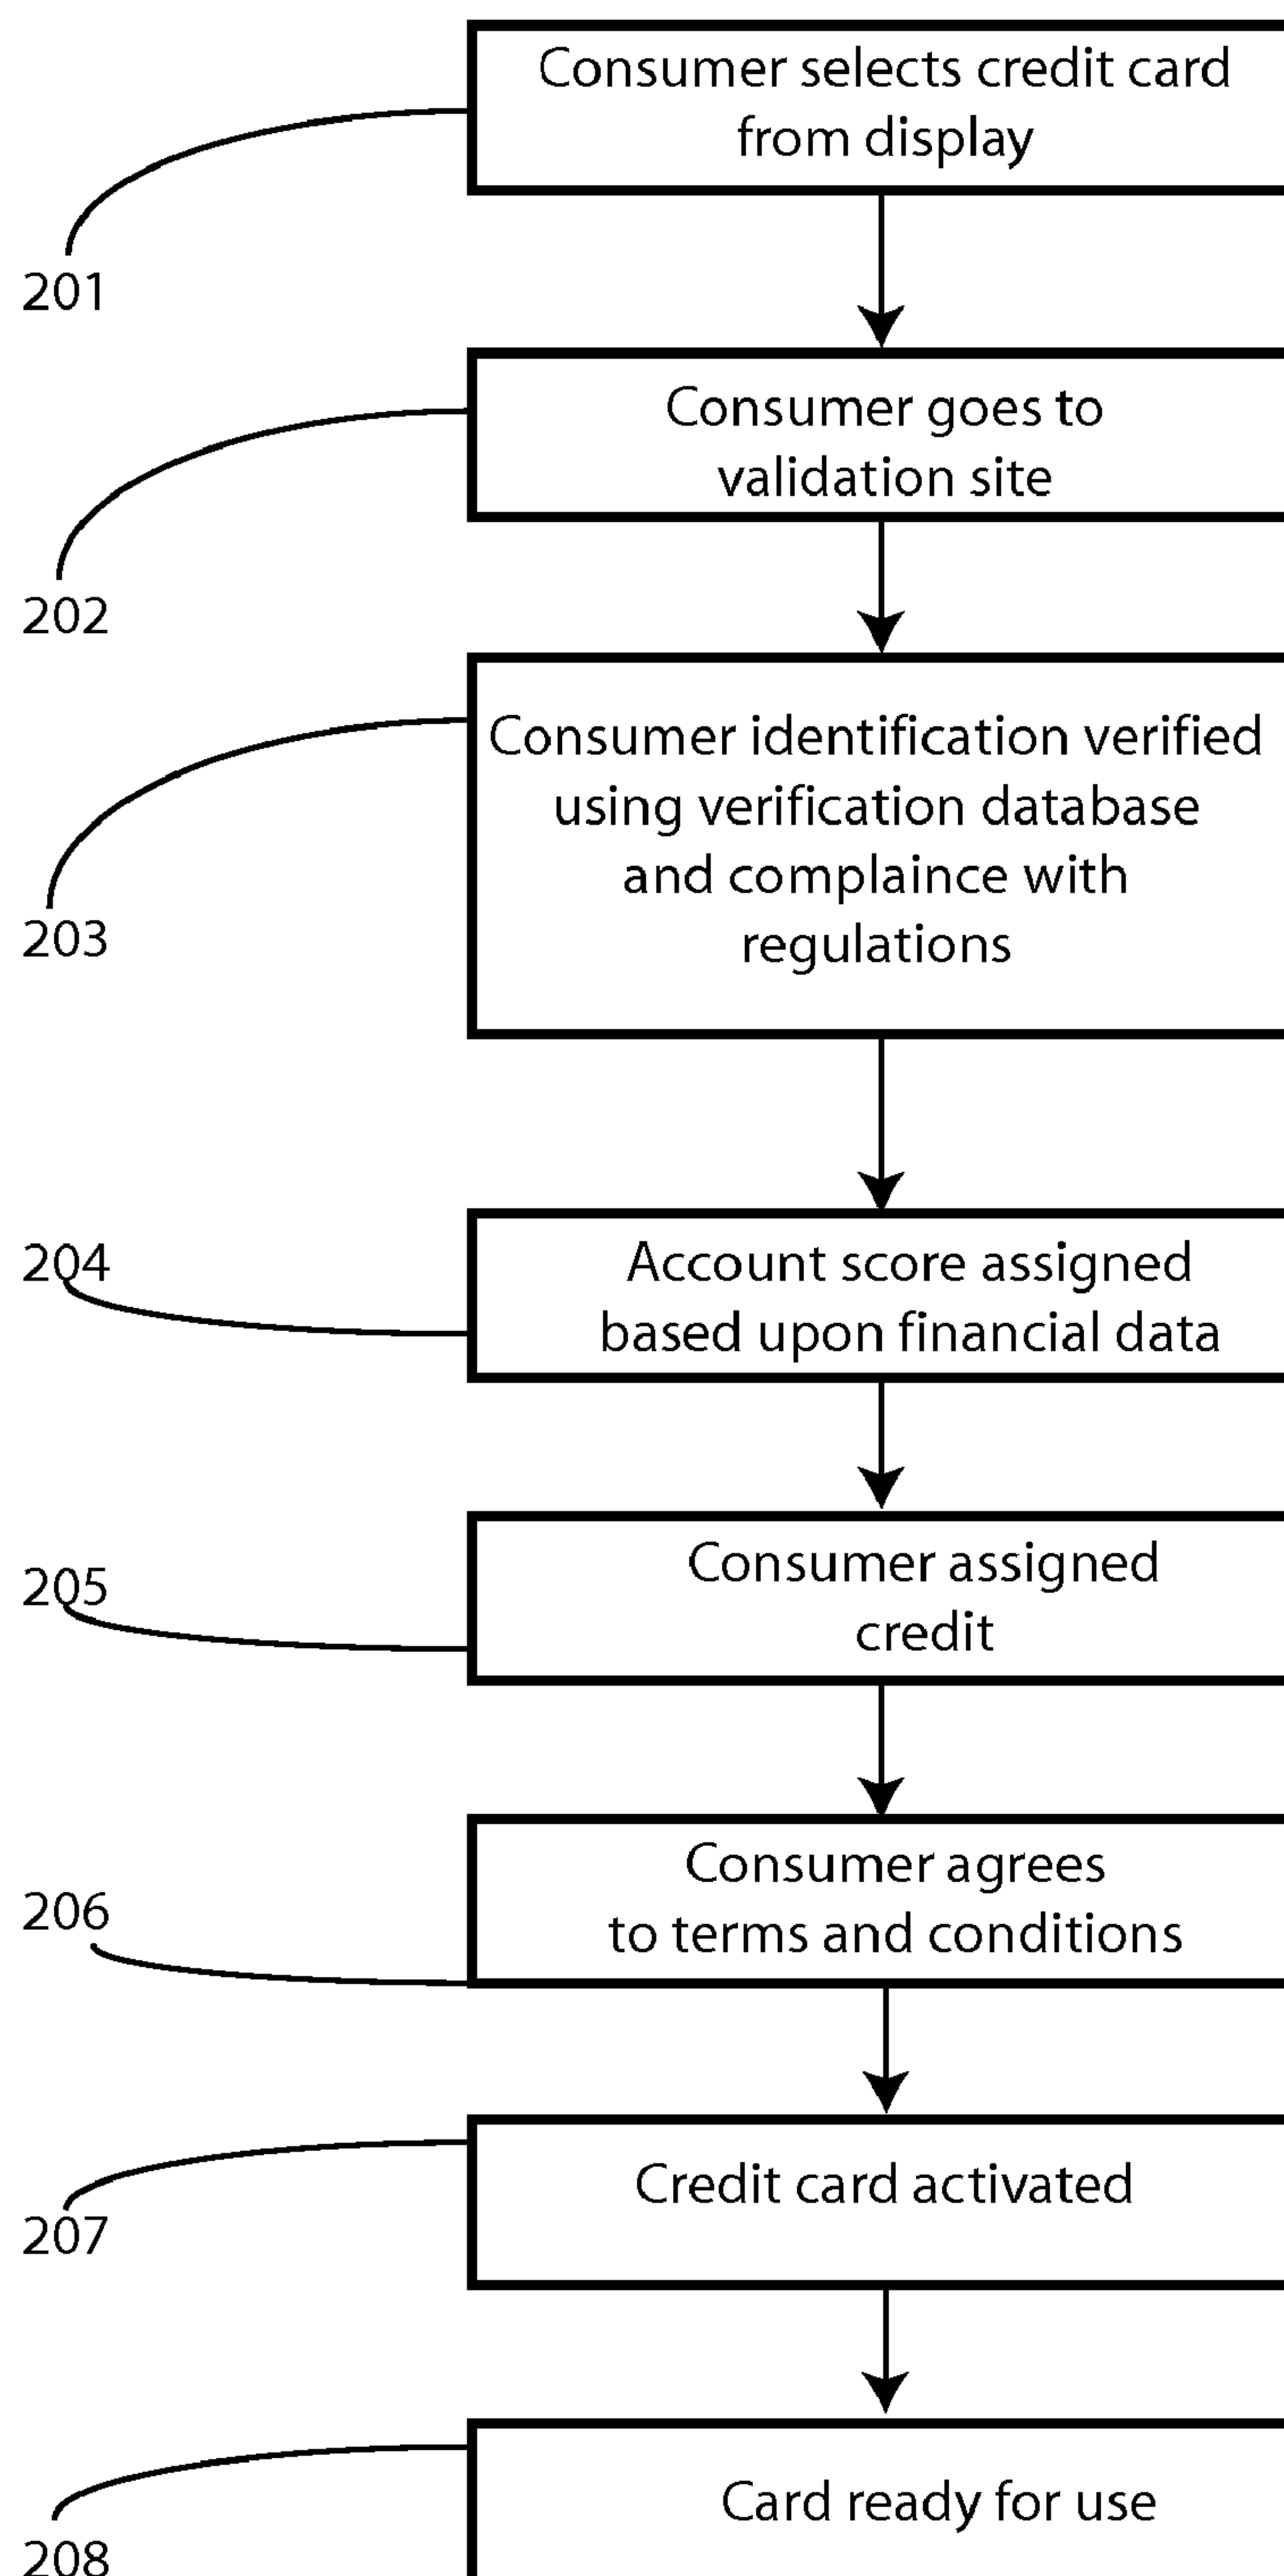 Consumer selects credit card
from display
201
Consumer goes to
validation site
202
Consumer identification verified
using verification database
and complaince with
regulations
203
204
Account score assigned
based upon financial data
205
Consumer assigned
credit
206
Consumer agrees
to terms and conditions
207
Credit card activated
208
Card ready for use